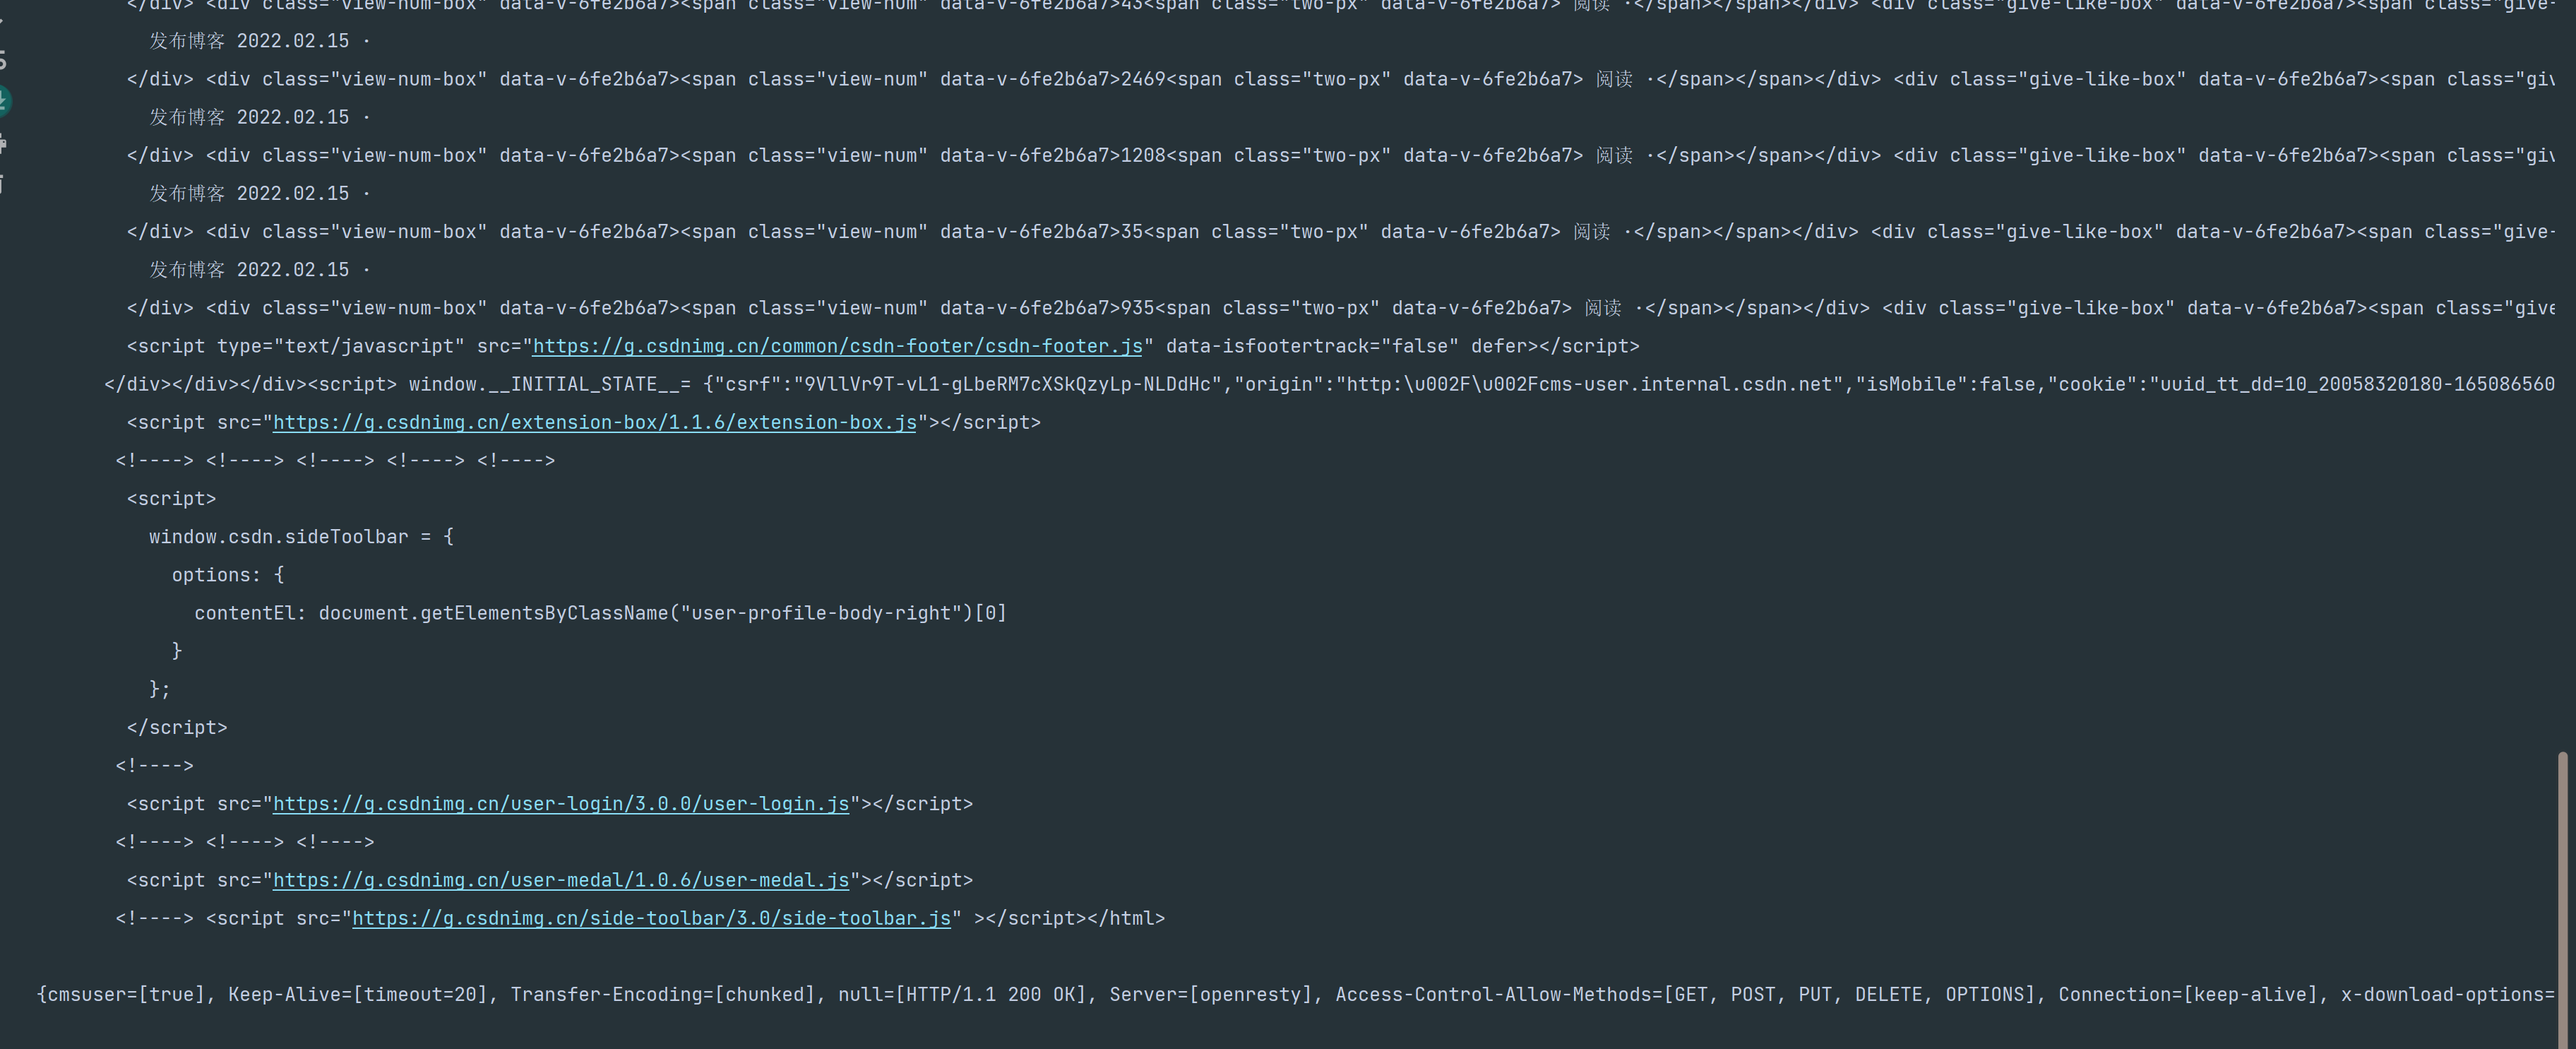 </div> <div class="view-num-box" data-v-6fe2b6a7><span class="view-num" data-v-6fe2b6a7>43<span class="two-px" data-v-6fe2b6a7> 阅读 ·</span></span></div> <div class="give-like-box" data-v-6fe2b6a7><span class="give-
发布博客 2022.02.15 ·
</div> <div class="view-num-box" data-v-6fe2b6a7><span class="view-num" data-v-6fe2b6a7>2469<span class="two-px" data-v-6fe2b6a7> 阅读 ·</span></span></div> <div class="give-like-box" data-v-6fe2b6a7><span class="giv
发布博客 2022.02.15 ·
</div> <div class="view-num-box" data-v-6fe2b6a7><span class="view-num" data-v-6fe2b6a7>1208<span class="two-px" data-v-6fe2b6a7> 阅读 ·</span></span></div> <div class="give-like-box" data-v-6fe2b6a7><span class="giv
发布博客 2022.02.15 ·
</div> <div class="view-num-box" data-v-6fe2b6a7><span class="view-num" data-v-6fe2b6a7>35<span class="two-px" data-v-6fe2b6a7> 阅读 ·</span></span></div> <div class="give-like-box" data-v-6fe2b6a7><span class="give-
发布博客 2022.02.15 ·
</div> <div class="view-num-box" data-v-6fe2b6a7><span class="view-num" data-v-6fe2b6a7>935<span class="two-px" data-v-6fe2b6a7> 阅读 ·</span></span></div> <div class="give-like-box" data-v-6fe2b6a7><span class="give
<script type="text/javascript" src="https://g.csdnimg.cn/common/csdn-footer/csdn-footer.js" data-isfootertrack="false" defer></script>
</div></div></div><script> window.__INITIAL_STATE__= {"csrf":"9VllVr9T-vL1-gLbeRM7cXSkQzyLp-NLDdHc","origin":"http:\u002F\u002Fcms-user.internal.csdn.net","isMobile":false,"cookie":"uuid_tt_dd=10_20058320180-165086560
<script src="https://g.csdnimg.cn/extension-box/1.1.6/extension-box.js"></script>
<!----> <!----> <!----> <!----> <!---->
<script>
window.csdn.sideToolbar = {
options: {
contentEl: document.getElementsByClassName("user-profile-body-right")[0]
}
};
</script>
<!---->
<script src="https://g.csdnimg.cn/user-login/3.0.0/user-login.js"></script>
<!----> <!----> <!---->
<script src="https://g.csdnimg.cn/user-medal/1.0.6/user-medal.js"></script>
<!----> <script src="https://g.csdnimg.cn/side-toolbar/3.0/side-toolbar.js" ></script></html>
{cmsuser=[true], Keep-Alive=[timeout=20], Transfer-Encoding=[chunked], null=[HTTP/1.1 200 OK], Server=[openresty], Access-Control-Allow-Methods=[GET, POST, PUT, DELETE, OPTIONS], Connection=[keep-alive], x-download-options=